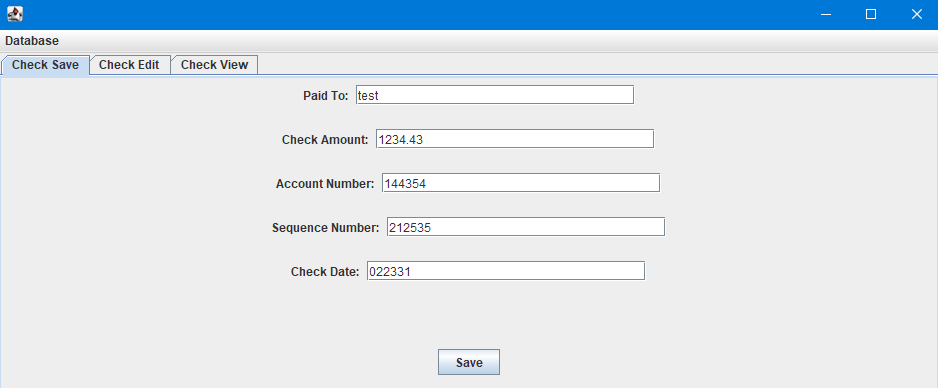 Database
Check Save Check Edit Check View
Paid To: test
Check Amount: 1234.43
Account Number: 144354
Sequence Number: 212535
Check Date: 022331
Save